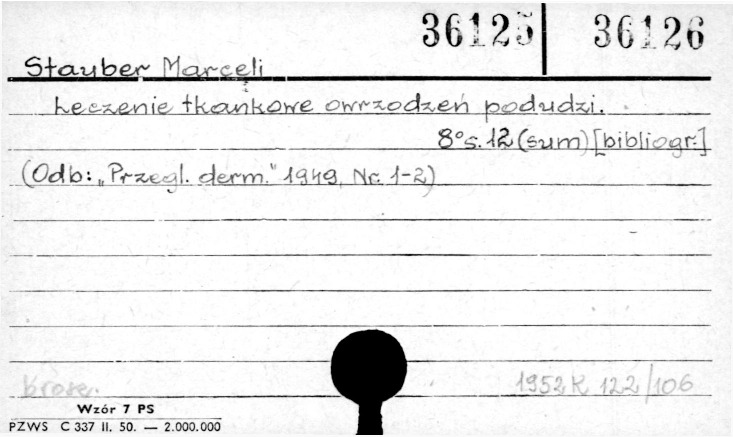 36125 36126
Stauber Marceli
Leczenie tkankowe owrzodzeń podudzi.
8° s. 12 (sum) [bibliogr.]
(Odb: „Przegl. derm." 1949, Nr. 1-2)
brosz. 1952 K 122/106
Wzór 7 PS
PZWS C 337 II. 50. — 2.000.000